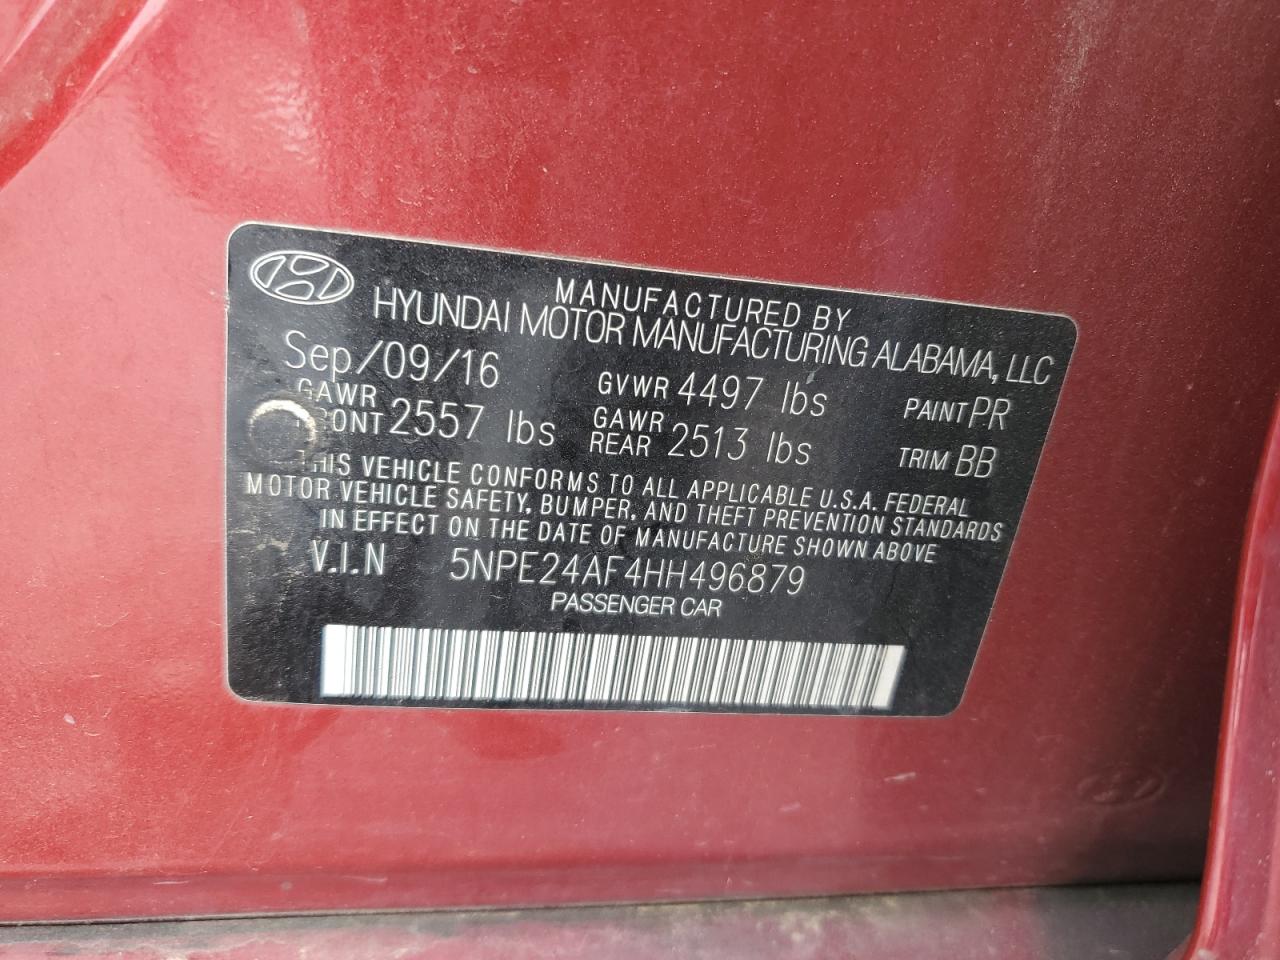 MANUFACTURED BY
HYUNDAI MOTOR MANUFACTURING ALABAMA, LLC
Sep/09/16 GVWR 4497 lbs PAINT PR
GAWR FRONT 2557 lbs GAWR REAR 2513 lbs TRIM BB
THIS VEHICLE CONFORMS TO ALL APPLICABLE U.S.A. FEDERAL
MOTOR VEHICLE SAFETY, BUMPER, AND THEFT PREVENTION STANDARDS
IN EFFECT ON THE DATE OF MANUFACTURE SHOWN ABOVE
V.I.N 5NPE24AF4HH496879
PASSENGER CAR